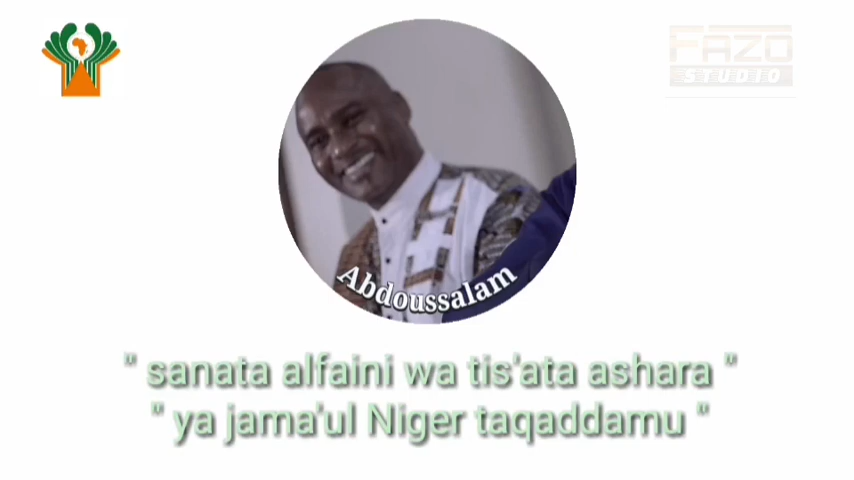 FAZO
STUDIO
Abdoussalam
" sanata alfaini wa tis'ata ashara "
" ya jama'ul Niger taqaddamu "